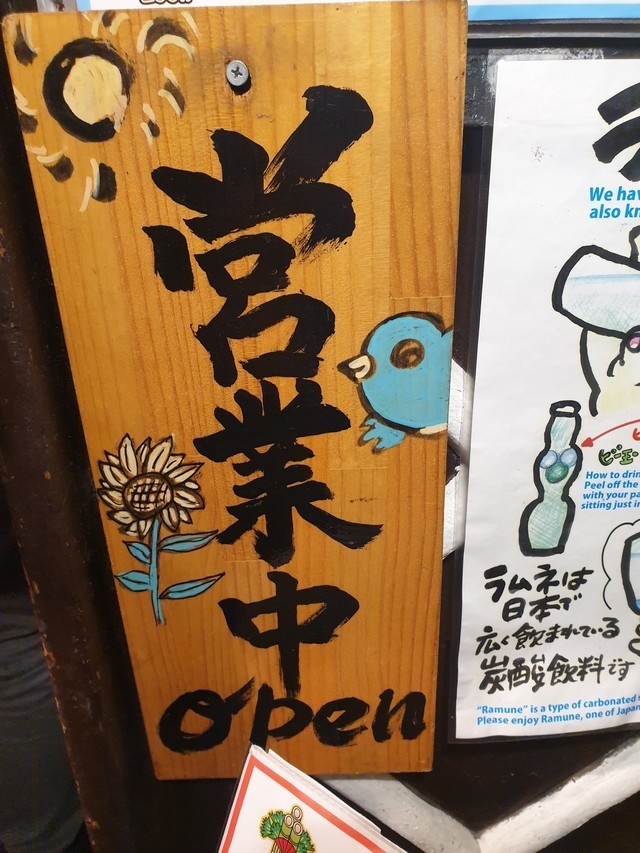 営業中
open
We hav
also kn
How to drin
Peel off the
with your pa
sitting just in
ラムネは
日本で
広く飲まれている
炭酸飲料です
"Ramune" is a type of carbonated s
Please enjoy Ramune, one of Japan